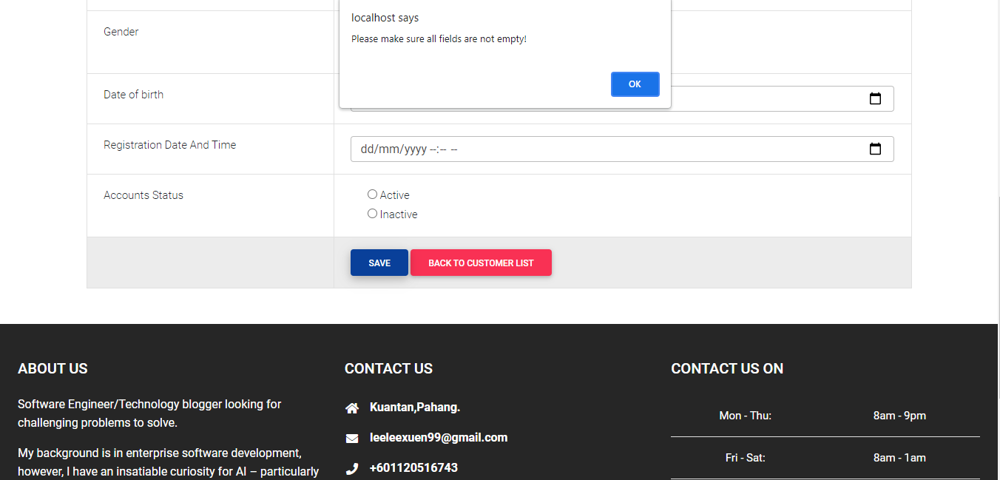 localhost says
Please make sure all fields are not empty!
OK
Gender
Date of birth
Registration Date And Time
dd/mm/yyyy --:-- --
Accounts Status
Active
Inactive
SAVE
BACK TO CUSTOMER LIST
ABOUT US
Software Engineer/Technology blogger looking for
challenging problems to solve.
My background is in enterprise software development,
however, I have an insatiable curiosity for AI – particularly
CONTACT US
Kuantan,Pahang.
leeleexuen99@gmail.com
+601120516743
CONTACT US ON
Mon - Thu: 8am - 9pm
Fri - Sat: 8am - 1am